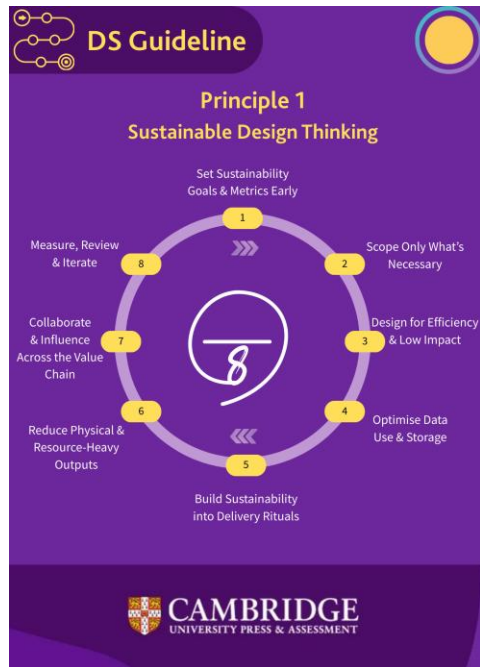 DS Guideline
Principle 1
Sustainable Design Thinking
Set Sustainability
Goals & Metrics Early
1
Scope Only What's
Necessary
2
Design for Efficiency
& Low Impact
3
Optimise Data
Use & Storage
4
Build Sustainability
into Delivery Rituals
5
Reduce Physical &
Resource-Heavy
Outputs
6
Collaborate
& Influence
Across the Value
Chain
7
Measure, Review
& Iterate
8
8
CAMBRIDGE
UNIVERSITY PRESS & ASSESSMENT